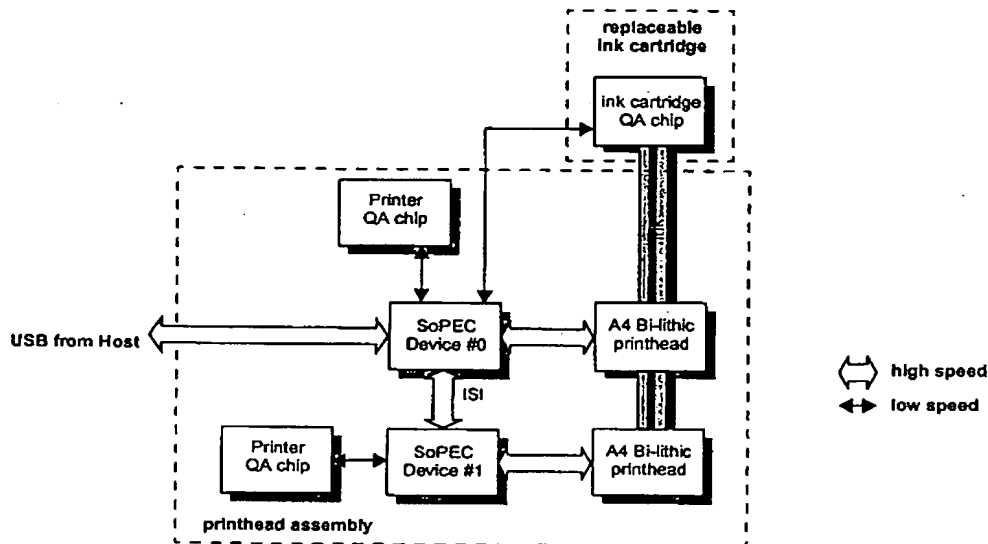 replaceable
ink cartridge
ink cartridge
QA chip
Printer
QA chip
USB from Host
SoPEC
Device #0
A4 Bi-lithic
printhead
high speed
low speed
ISI
Printer
QA chip
SoPEC
Device #1
A4 Bi-lithic
printhead
printhead assembly